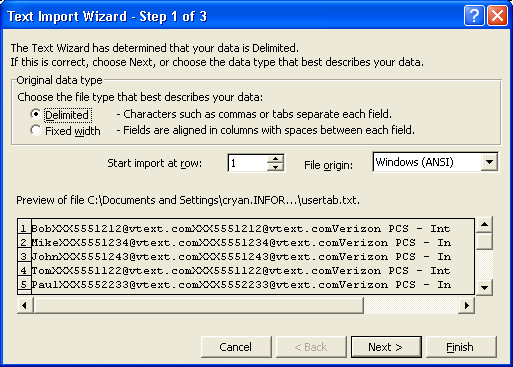 Text Import Wizard - Step 1 of 3
The Text Wizard has determined that your data is Delimited.
If this is correct, choose Next, or choose the data type that best describes your data.
Original data type
Choose the file type that best describes your data:
Delimited - Characters such as commas or tabs separate each field.
Fixed width - Fields are aligned in columns with spaces between each field.
Start import at row: 1 File origin: Windows (ANSI)
Preview of file C:\Documents and Settings\cryan.INFOR...\usertab.txt.
1 BobXXX5551212@vtext.comXXX5551212@vtext.comVerizon PCS - Int
2 MikeXXX5551234@vtext.comXXX5551234@vtext.comVerizon PCS - In
3 JohnXXX5551243@vtext.comXXX5551243@vtext.comVerizon PCS - In
4 TomXXX5551122@vtext.comXXX5551122@vtext.comVerizon PCS - Int
5 PaulXXX5552233@vtext.comXXX5552233@vtext.comVerizon PCS - In
Cancel < Back Next > Finish